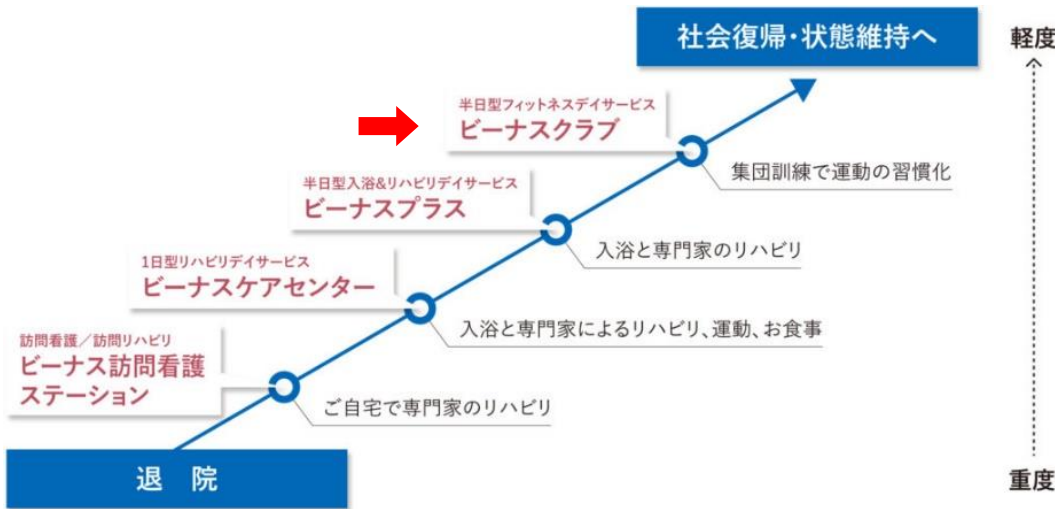 社会復帰・状態維持へ
軽度
半日型フィットネスデイサービス
ビーナスクラブ
集団訓練で運動の習慣化
半日型入浴&リハビリデイサービス
ビーナスプラス
入浴と専門家のリハビリ
1日型リハビリデイサービス
ビーナスケアセンター
入浴と専門家によるリハビリ、運動、お食事
訪問看護／訪問リハビリ
ビーナス訪問看護
ステーション
ご自宅で専門家のリハビリ
退 院
重度